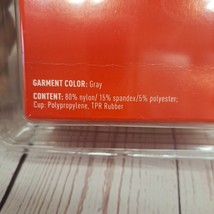 GARMENT COLOR: Gray
CONTENT: 80% nylon/ 15% spandex/5% polyester;
Cup: Polypropylene, TPR Rubber